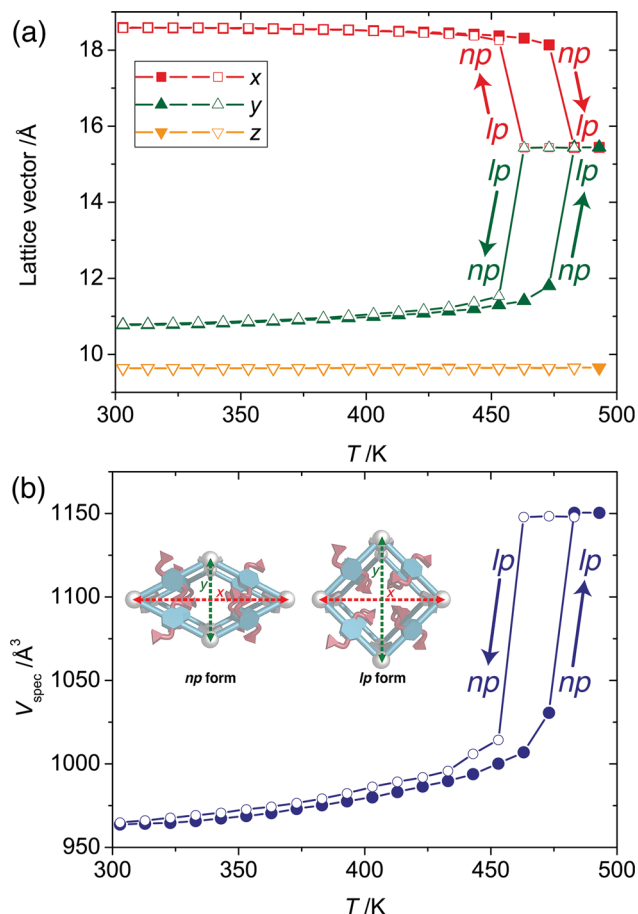 (a)
18
16
14
12
10
Lattice vector /Å
x
y
z
np
np
lp
lp
lp
lp
np
np
300
350
400
450
500
T /K
(b)
1150
1100
1050
1000
950
V_spec /Å³
y
x
np form
y
x
lp form
lp
lp
np
np
300
350
400
450
500
T /K